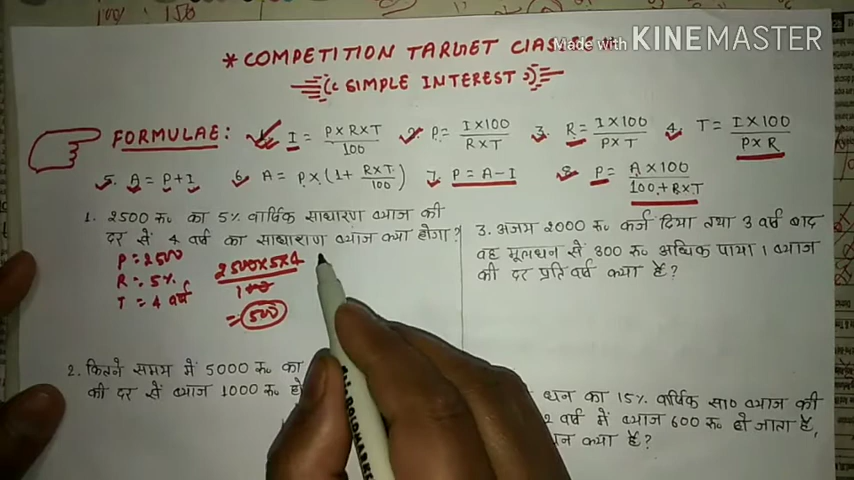 * COMPETITION TARGET CLASSES *
Made with KINEMASTER
(( SIMPLE INTEREST ))
FORMULAE :
1. I = P×R×T / 100
2. P = I×100 / R×T
3. R = I×100 / P×T
4. T = I×100 / P×R
5. A = P+I
6. A = P×(1+ R×T / 100)
7. P = A-I
8. P = A×100 / 100+R×T
1. 2500 रू० का 5% वार्षिक साधारण ब्याज की
दर से 4 वर्ष का साधाराण ब्याज क्या होगा?
P = 2500
R = 5%
T = 4 वर्ष
2500×5×4
100
= 500
2. कितने समय में 5000 रू० का
की दर से ब्याज 1000 रू०
3. अजम 2000 रू० कर्ज दिया तथा 3 वर्ष बाद
वह मूलधन से 300 रू० अधिक पाया। ब्याज
की दर प्रति वर्ष क्या है?
धन का 15% वार्षिक सा० ब्याज की
2 वर्ष में ब्याज 600 रू० हो जाता है,
क्या है?